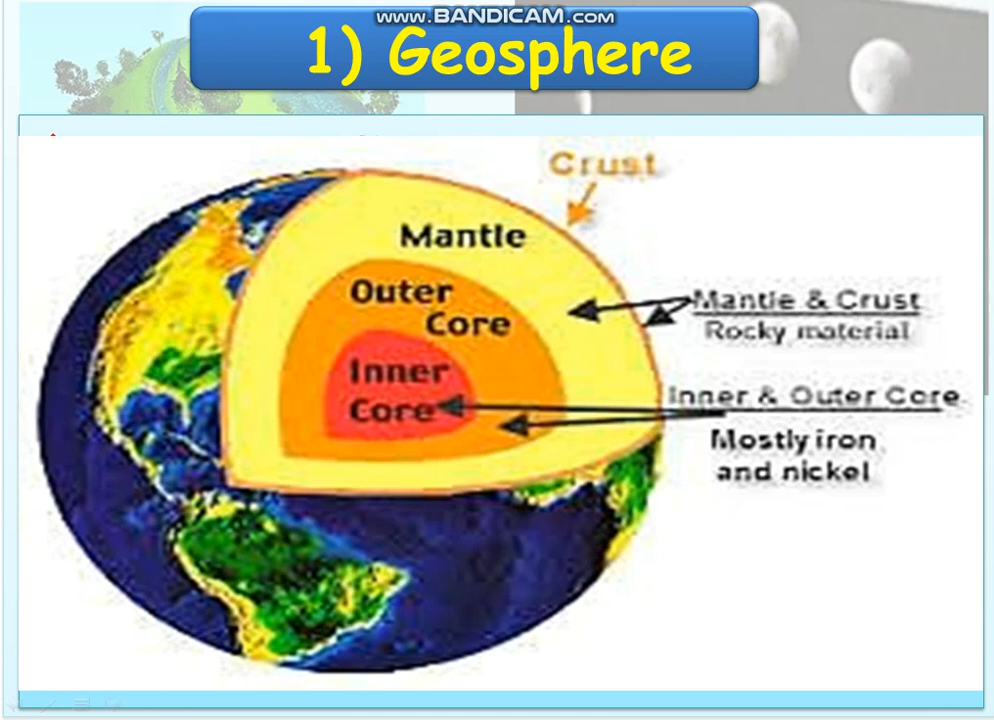 www.BANDICAM.com
1) Geosphere
Crust
Mantle
Outer
Core
Mantle & Crust
Rocky material
Inner
Core
Inner & Outer Core
Mostly iron
and nickel